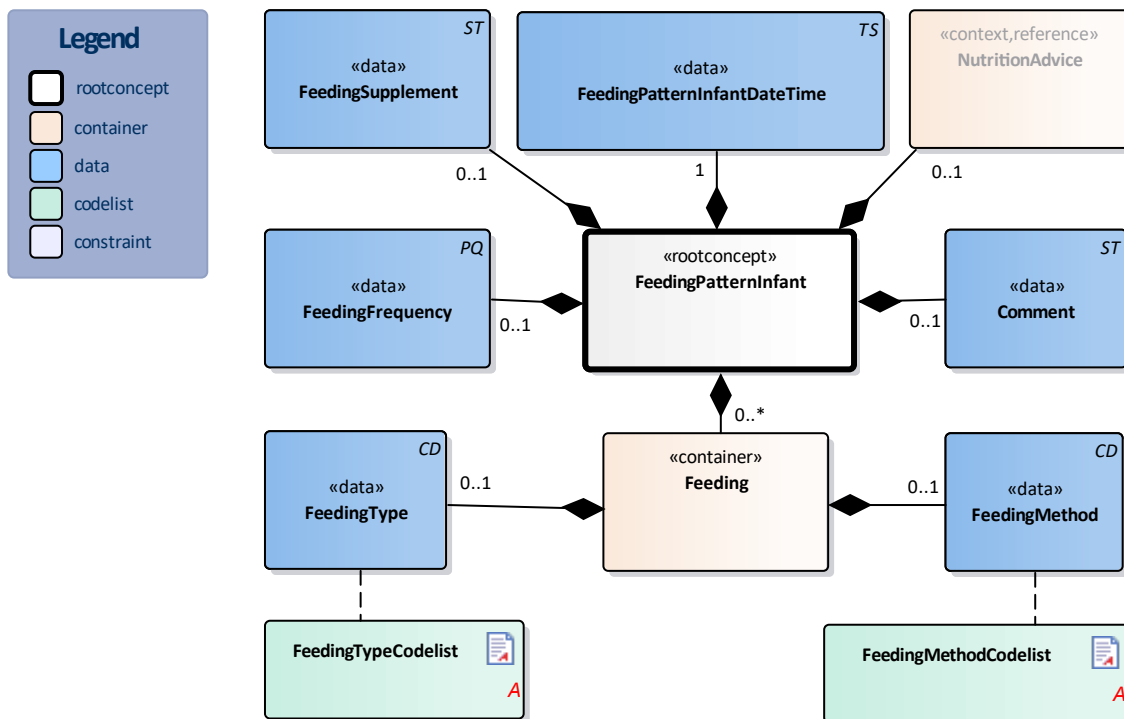 Legend
rootconcept
container
data
codelist
constraint
ST
«data»
FeedingSupplement
TS
«data»
FeedingPatternInfantDateTime
«context,reference»
NutritionAdvice
0..1
1
0..1
PQ
«data»
FeedingFrequency
0..1
«rootconcept»
FeedingPatternInfant
ST
«data»
Comment
0..1
0..*
CD
«data»
FeedingType
0..1
«container»
Feeding
CD
«data»
FeedingMethod
0..1
FeedingTypeCodelist
A
A
FeedingMethodCodelist
A
A